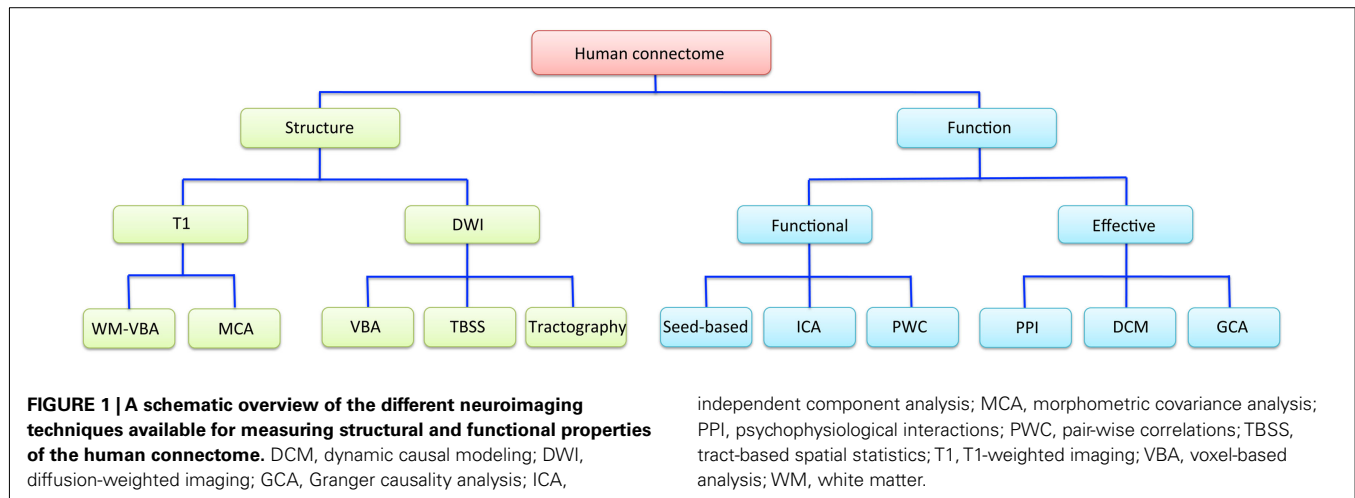 Human connectome
Structure
Function
T1
DWI
Functional
Effective
WM-VBA
MCA
VBA
TBSS
Tractography
Seed-based
ICA
PWC
PPI
DCM
GCA
FIGURE 1 | A schematic overview of the different neuroimaging
techniques available for measuring structural and functional properties
of the human connectome. DCM, dynamic causal modeling; DWI,
diffusion-weighted imaging; GCA, Granger causality analysis; ICA,
independent component analysis; MCA, morphometric covariance analysis;
PPI, psychophysiological interactions; PWC, pair-wise correlations; TBSS,
tract-based spatial statistics; T1, T1-weighted imaging; VBA, voxel-based
analysis; WM, white matter.